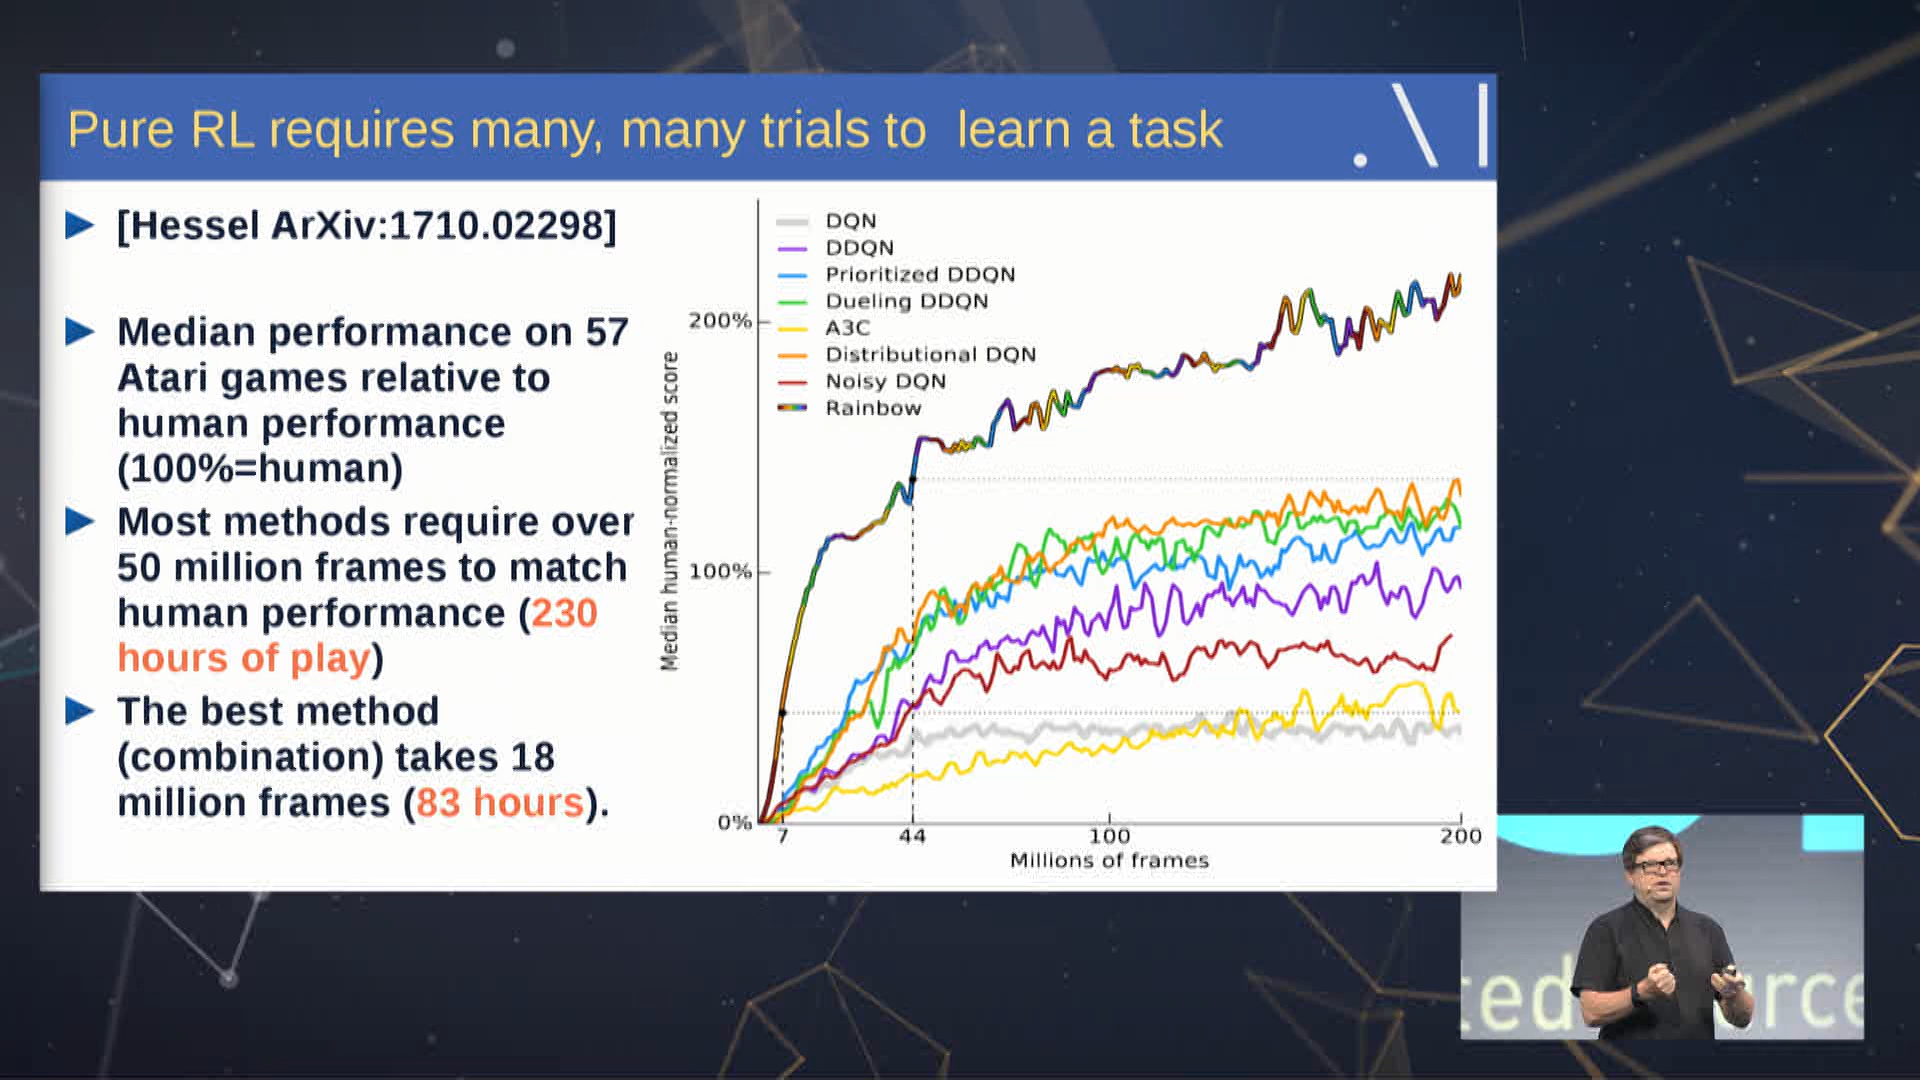 Pure RL requires many, many trials to learn a task
[Hessel ArXiv:1710.02298]
Median performance on 57
Atari games relative to
human performance
(100%=human)
Most methods require over
50 million frames to match
human performance (230
hours of play)
The best method
(combination) takes 18
million frames (83 hours).
DQN
DDQN
Prioritized DDQN
Dueling DDQN
A3C
Distributional DQN
Noisy DQN
Rainbow
Median human-normalized score
200%
100%
0%
7 44 100 200
Millions of frames